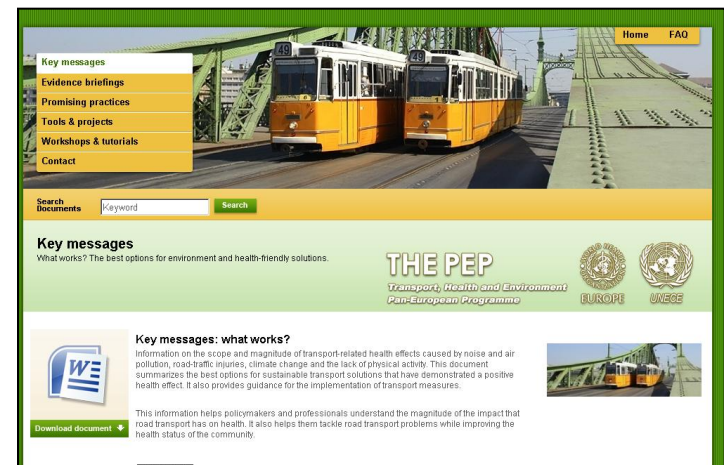 Home FAQ
49 49
Key messages
Evidence briefings
Promising practices
Tools & projects
Workshops & tutorials
Contact
Search
Documents
Keyword
Search
Key messages
What works? The best options for environment and health-friendly solutions.
THE PEP
Transport, Health and Environment
Pan-European Programme
EUROPE
UNECE
Key messages: what works?
Information on the scope and magnitude of transport-related health effects caused by noise and air
pollution, road-traffic injuries, climate change and the lack of physical activity. This document
summarizes the best options for sustainable transport solutions that have demonstrated a positive
health effect. It also provides guidance for the implementation of transport measures.
This information helps policymakers and professionals understand the magnitude of the impact that
road transport has on health. It also helps them tackle road transport problems while improving the
health status of the community.
W
Download document